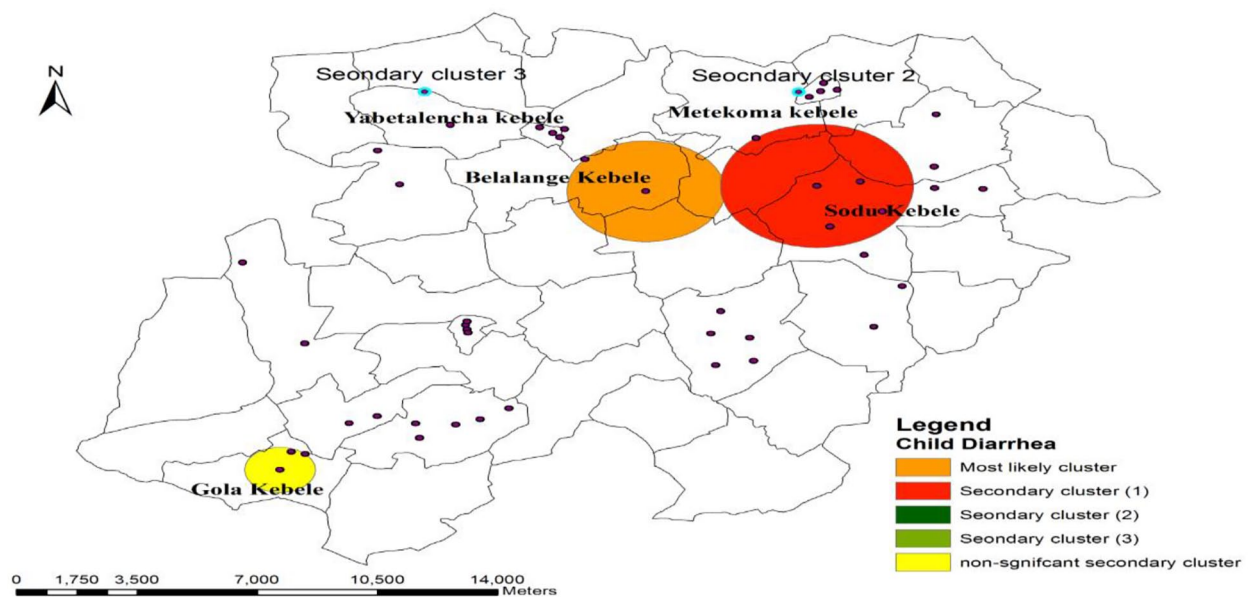 N
Seondary cluster 3
Seocndary clsuter 2
Yabetalencha kebele
Metekoma kebele
Belalange Kebele
Sodu Kebele
Gola Kebele
Legend
Child Diarrhea
Most likely cluster
Secondary cluster (1)
Seondary cluster (2)
Seondary cluster (3)
non-sgnifcant secondary cluster
0 1,750 3,500 7,000 10,500 14,000
Meters